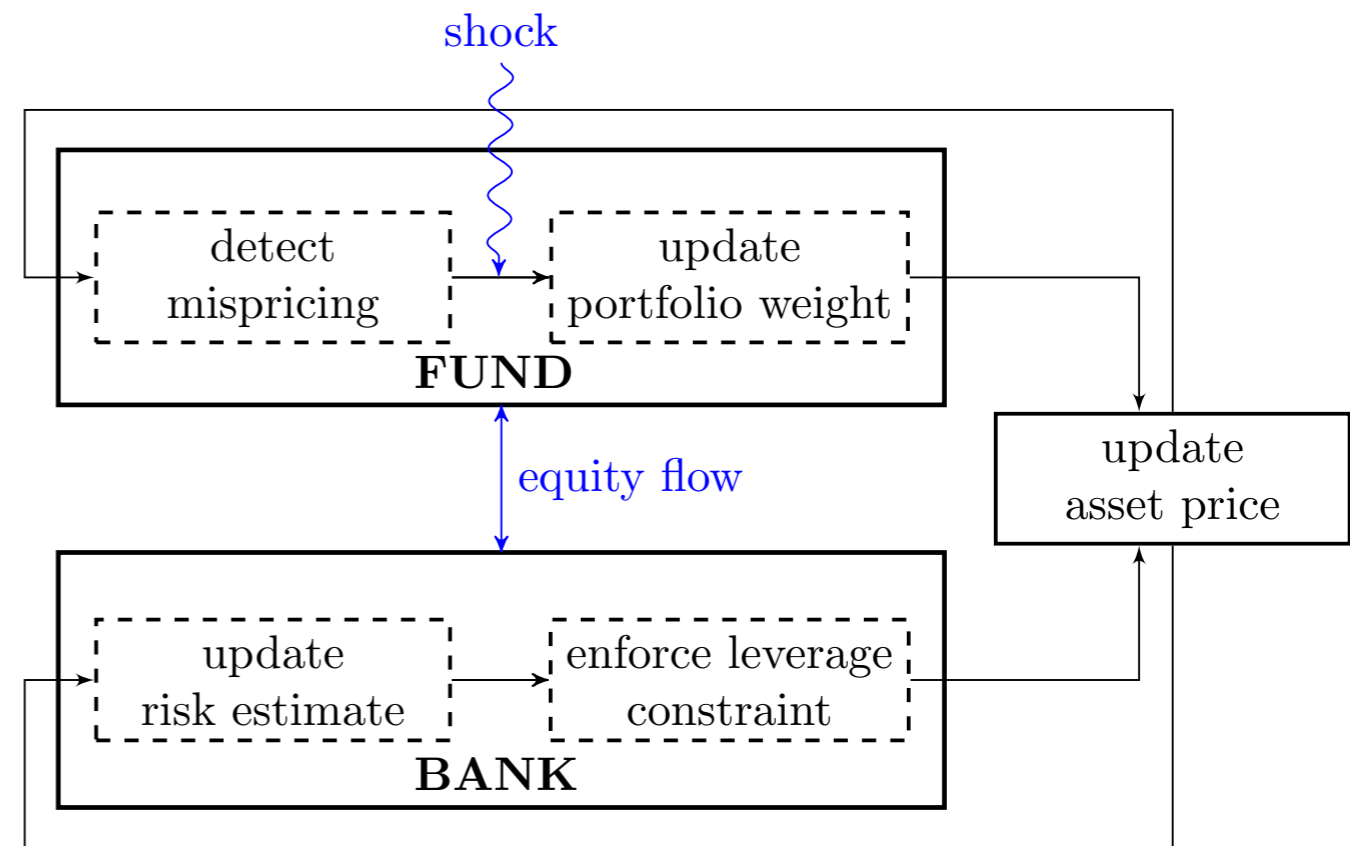 shock
detect
mispricing
update
portfolio weight
FUND
equity flow
update
asset price
update
risk estimate
enforce leverage
constraint
BANK